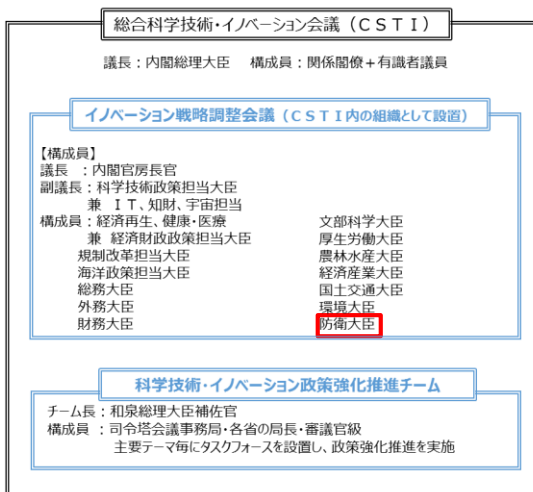 総合科学技術・イノベーション会議（ＣＳＴＩ）
議長：内閣総理大臣　構成員：関係閣僚＋有識者議員
イノベーション戦略調整会議（ＣＳＴＩ内の組織として設置）
【構成員】
議長　：内閣官房長官
副議長：科学技術政策担当大臣
兼　ＩＴ、知財、宇宙担当
構成員：経済再生、健康・医療
兼　経済財政政策担当大臣
規制改革担当大臣
海洋政策担当大臣
総務大臣
外務大臣
財務大臣
文部科学大臣
厚生労働大臣
農林水産大臣
経済産業大臣
国土交通大臣
環境大臣
防衛大臣
科学技術・イノベーション政策強化推進チーム
チーム長：和泉総理大臣補佐官
構成員　：司令塔会議事務局・各省の局長・審議官級
主要テーマ毎にタスクフォースを設置し、政策強化推進を実施